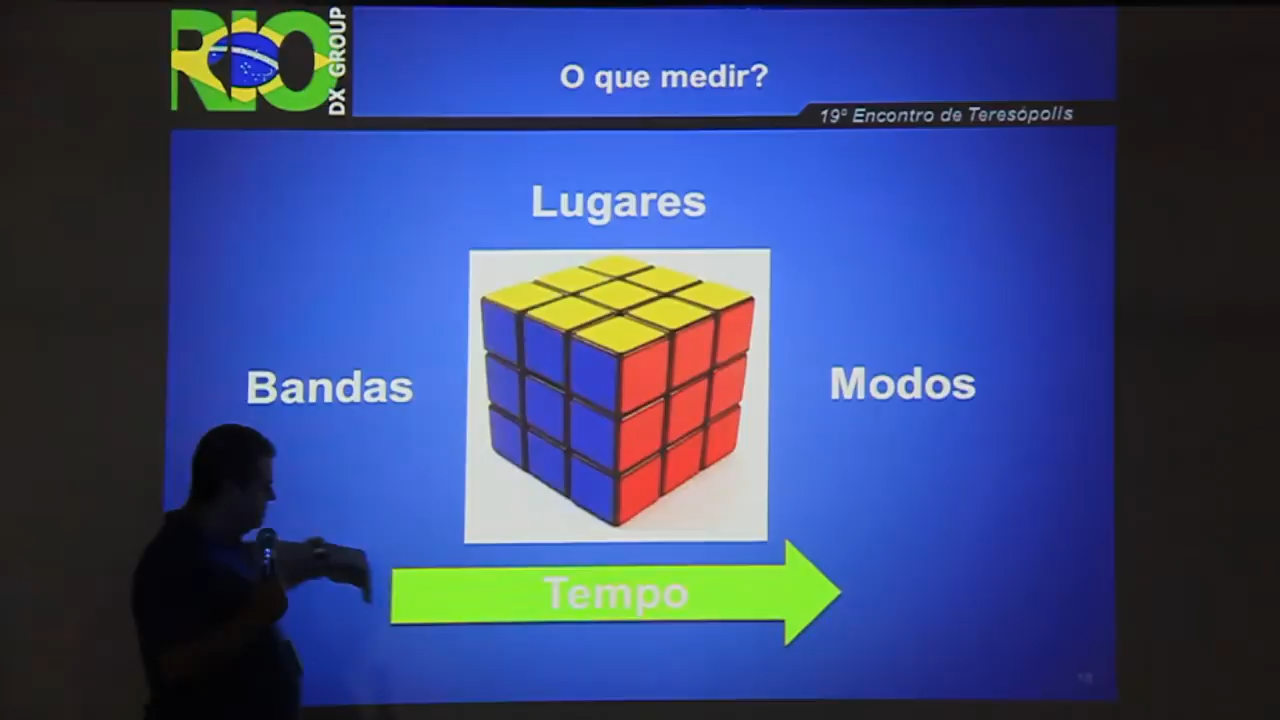 RIO
DX GROUP
O que medir?
19º Encontro de Teresópolis
Lugares
Bandas
Modos
Tempo